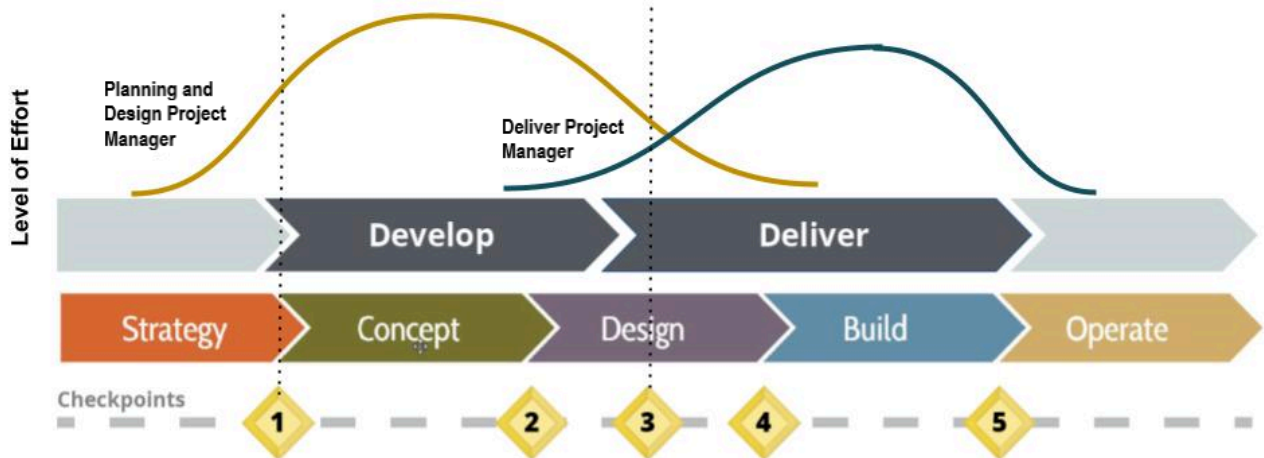 Level of Effort
Planning and
Design Project
Manager
Deliver Project
Manager
Develop
Deliver
Strategy
Concept
Design
Build
Operate
Checkpoints
1
2
3
4
5